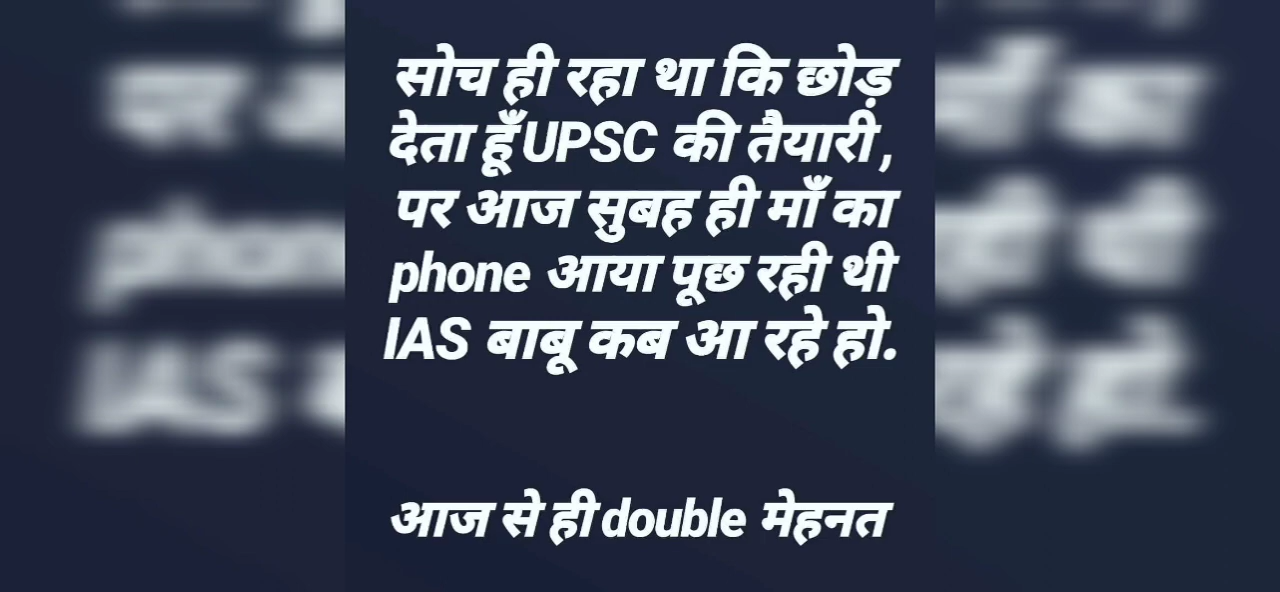 सोच ही रहा था कि छोड़
देता हूँ UPSC की तैयारी,
पर आज सुबह ही माँ का
phone आया पूछ रही थी
IAS बाबू कब आ रहे हो.
आज से ही double मेहनत